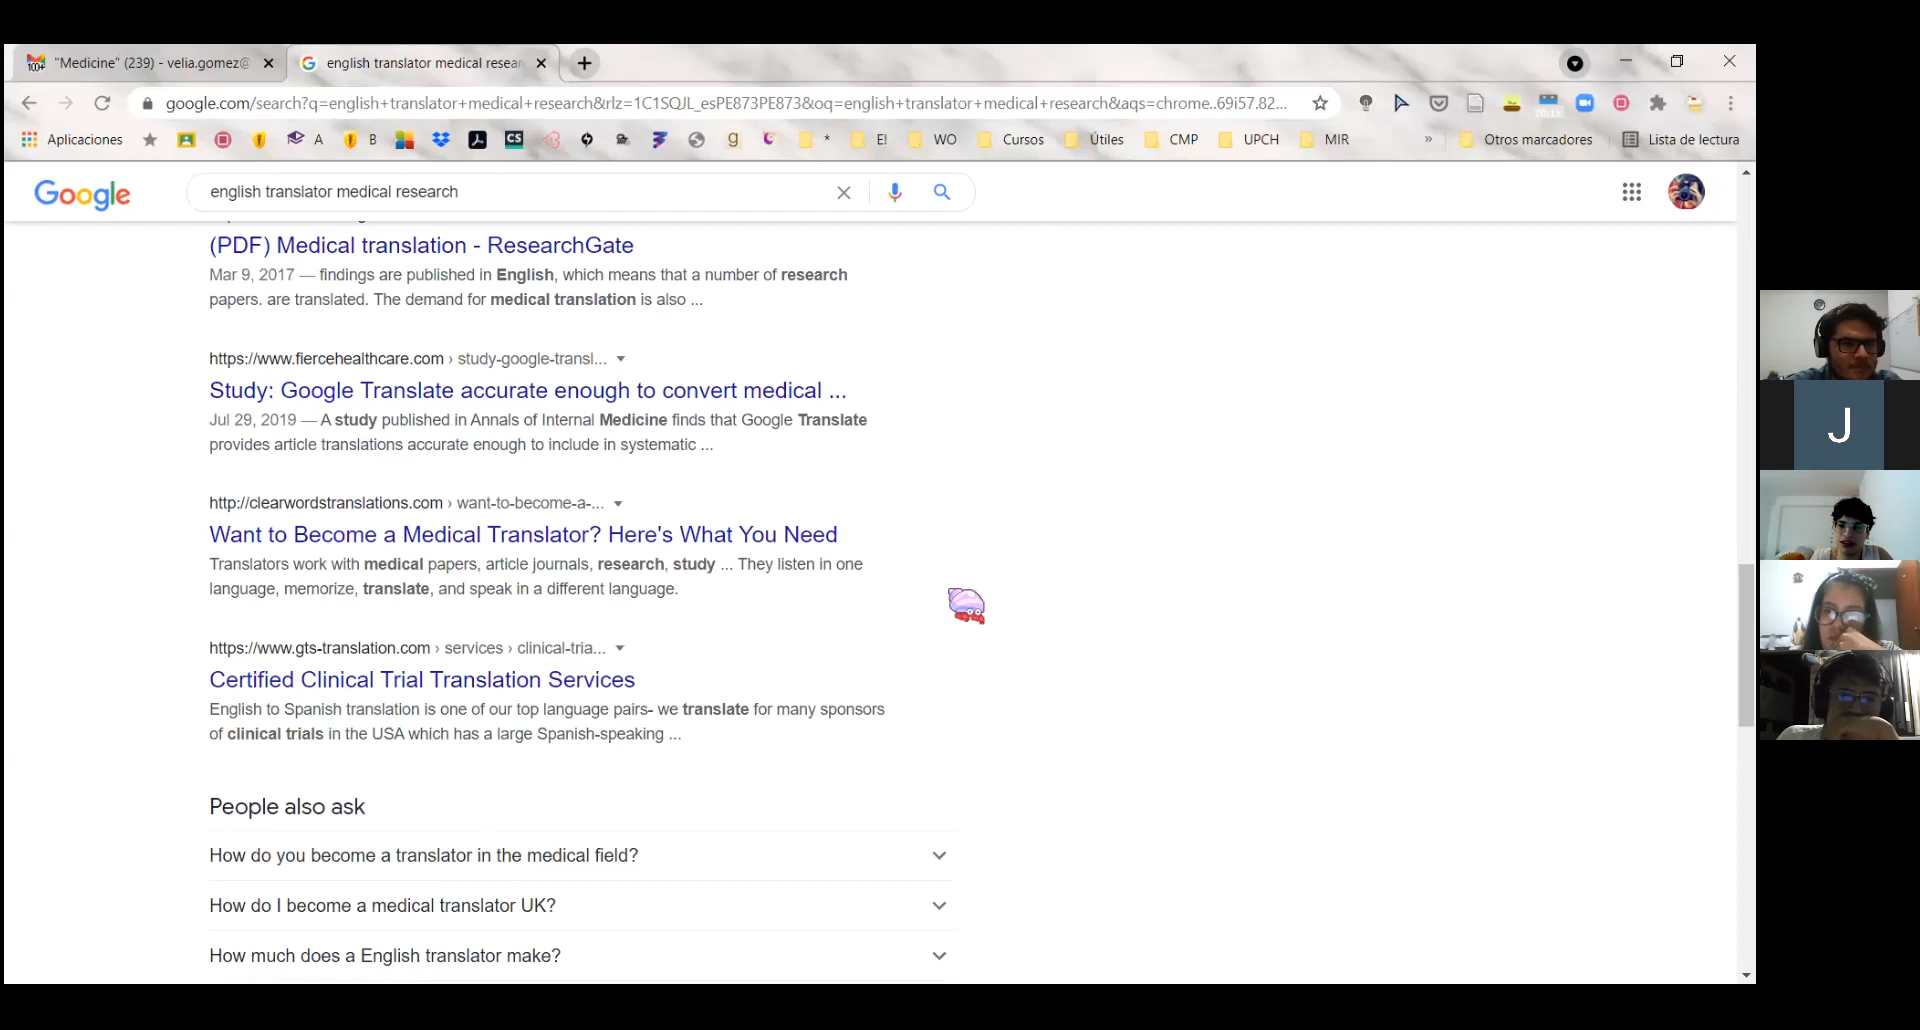 "Medicine" (239) - velia.gomez@
english translator medical resear
google.com/search?q=english+translator+medical+research&rlz=1C1SQJL_esPE873PE873&oq=english+translator+medical+research&aqs=chrome..69i57.82...
Aplicaciones
A
B
CS
g
*
E!
WO
Cursos
Útiles
CMP
UPCH
MIR
»
Otros marcadores
Lista de lectura
Google
english translator medical research
(PDF) Medical translation - ResearchGate
Mar 9, 2017 — findings are published in English, which means that a number of research
papers. are translated. The demand for medical translation is also ...
https://www.fiercehealthcare.com › study-google-transl...
Study: Google Translate accurate enough to convert medical ...
Jul 29, 2019 — A study published in Annals of Internal Medicine finds that Google Translate
provides article translations accurate enough to include in systematic ...
http://clearwordstranslations.com › want-to-become-a-...
Want to Become a Medical Translator? Here's What You Need
Translators work with medical papers, article journals, research, study ... They listen in one
language, memorize, translate, and speak in a different language.
https://www.gts-translation.com › services › clinical-tria...
Certified Clinical Trial Translation Services
English to Spanish translation is one of our top language pairs- we translate for many sponsors
of clinical trials in the USA which has a large Spanish-speaking ...
People also ask
How do you become a translator in the medical field?
How do I become a medical translator UK?
How much does a English translator make?
J